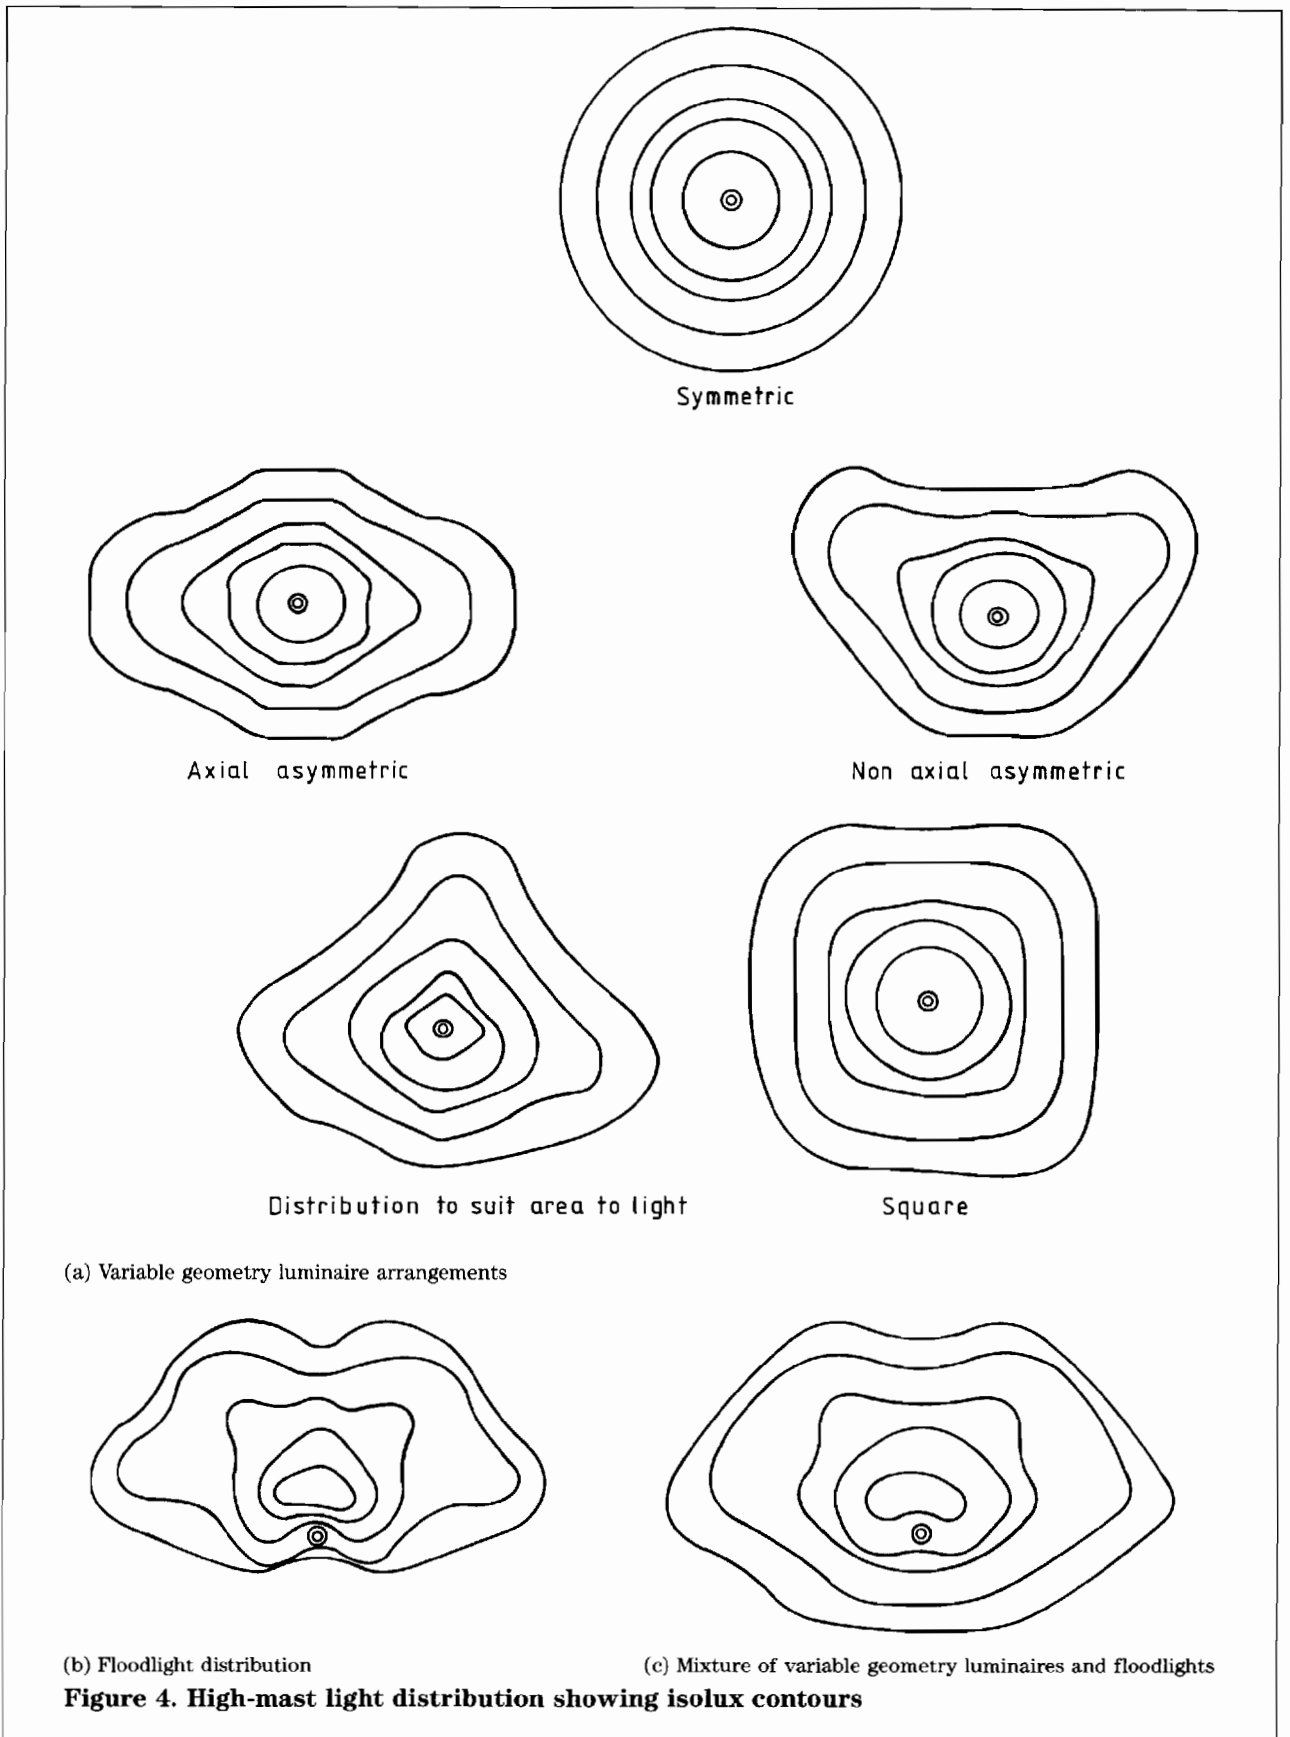 Symmetric
Axial asymmetric
Non axial asymmetric
Distribution to suit area to light
Square
(a) Variable geometry luminaire arrangements
(b) Floodlight distribution
(c) Mixture of variable geometry luminaires and floodlights
Figure 4. High-mast light distribution showing isolux contours